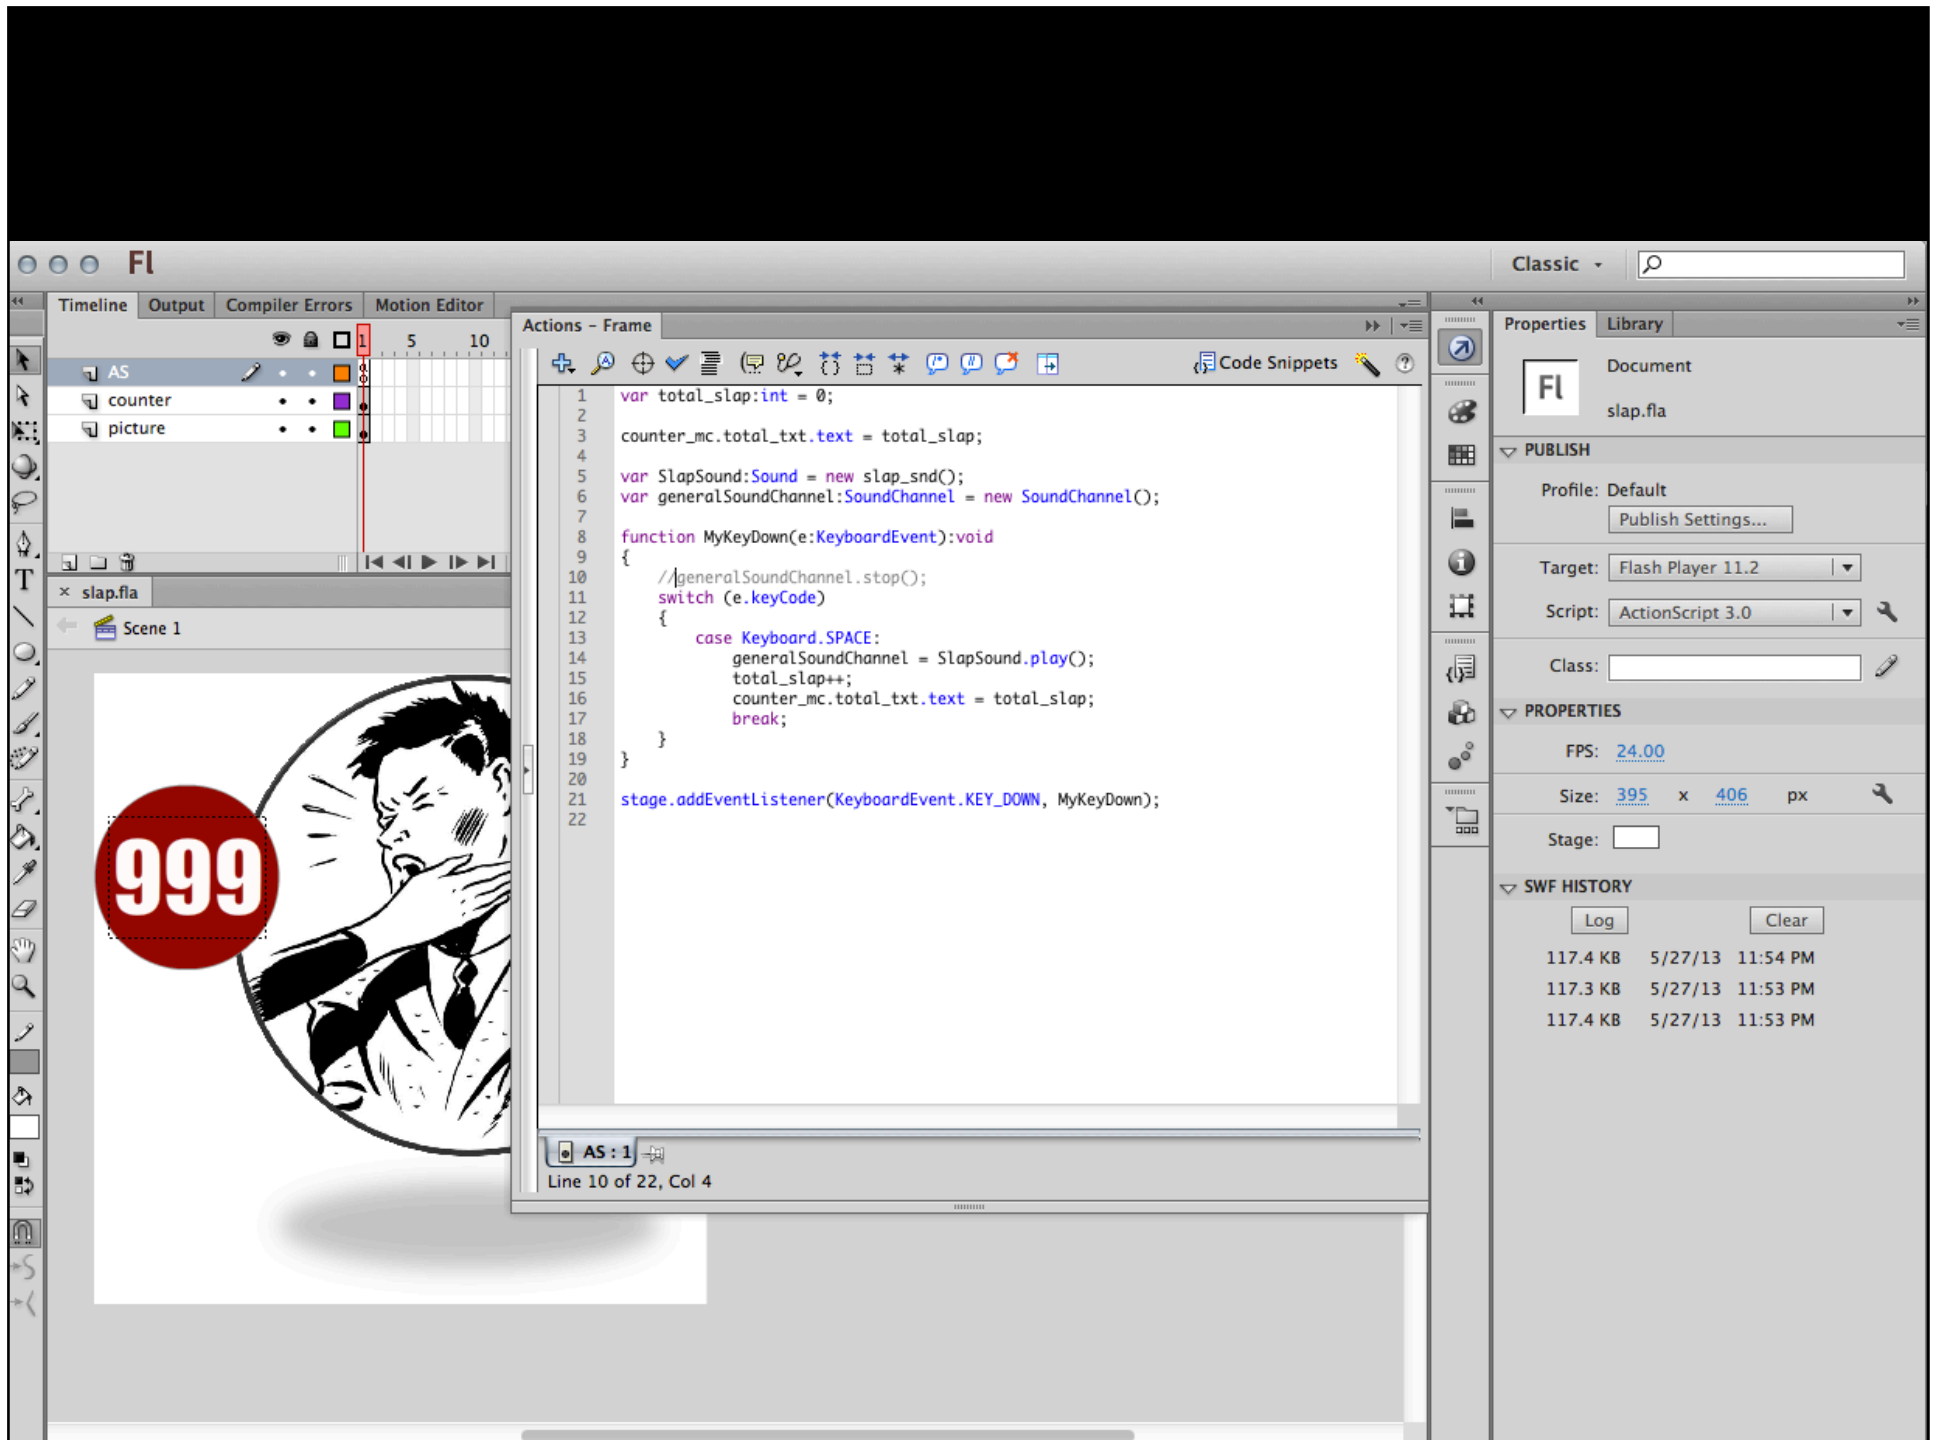 Fl
Classic
Timeline
Output
Compiler Errors
Motion Editor
1
5
10
AS
counter
picture
slap.fla
Scene 1
999
Actions - Frame
Code Snippets
1 var total_slap:int = 0;
2
3 counter_mc.total_txt.text = total_slap;
4
5 var SlapSound:Sound = new slap_snd();
6 var generalSoundChannel:SoundChannel = new SoundChannel();
7
8 function MyKeyDown(e:KeyboardEvent):void
9 {
10 //generalSoundChannel.stop();
11 switch (e.keyCode)
12 {
13 case Keyboard.SPACE:
14 generalSoundChannel = SlapSound.play();
15 total_slap++;
16 counter_mc.total_txt.text = total_slap;
17 break;
18 }
19 }
20
21 stage.addEventListener(KeyboardEvent.KEY_DOWN, MyKeyDown);
22
AS : 1
Line 10 of 22, Col 4
Properties
Library
Fl
Document
slap.fla
PUBLISH
Profile: Default
Publish Settings...
Target: Flash Player 11.2
Script: ActionScript 3.0
Class:
PROPERTIES
FPS: 24.00
Size: 395 x 406 px
Stage:
SWF HISTORY
Log
Clear
117.4 KB 5/27/13 11:54 PM
117.3 KB 5/27/13 11:53 PM
117.4 KB 5/27/13 11:53 PM